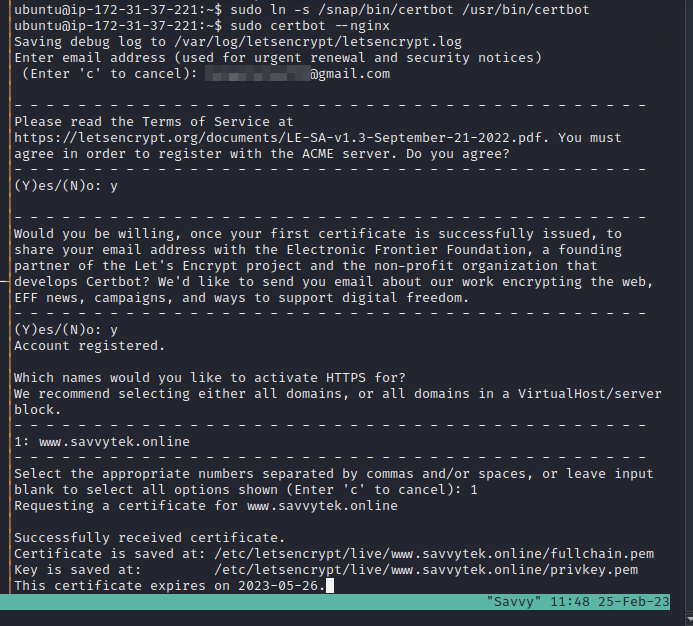 ubuntu@ip-172-31-37-221:~$ sudo ln -s /snap/bin/certbot /usr/bin/certbot
ubuntu@ip-172-31-37-221:~$ sudo certbot --nginx
Saving debug log to /var/log/letsencrypt/letsencrypt.log
Enter email address (used for urgent renewal and security notices)
(Enter 'c' to cancel): @gmail.com
- - - - - - - - - - - - - - - - - - - - - - - - - - - - - - - - - - - - - - - -
Please read the Terms of Service at
https://letsencrypt.org/documents/LE-SA-v1.3-September-21-2022.pdf. You must
agree in order to register with the ACME server. Do you agree?
- - - - - - - - - - - - - - - - - - - - - - - - - - - - - - - - - - - - - - - -
(Y)es/(N)o: y
- - - - - - - - - - - - - - - - - - - - - - - - - - - - - - - - - - - - - - - -
Would you be willing, once your first certificate is successfully issued, to
share your email address with the Electronic Frontier Foundation, a founding
partner of the Let's Encrypt project and the non-profit organization that
develops Certbot? We'd like to send you email about our work encrypting the web,
EFF news, campaigns, and ways to support digital freedom.
- - - - - - - - - - - - - - - - - - - - - - - - - - - - - - - - - - - - - - - -
(Y)es/(N)o: y
Account registered.
Which names would you like to activate HTTPS for?
We recommend selecting either all domains, or all domains in a VirtualHost/server
block.
- - - - - - - - - - - - - - - - - - - - - - - - - - - - - - - - - - - - - - - -
1: www.savvytek.online
- - - - - - - - - - - - - - - - - - - - - - - - - - - - - - - - - - - - - - - -
Select the appropriate numbers separated by commas and/or spaces, or leave input
blank to select all options shown (Enter 'c' to cancel): 1
Requesting a certificate for www.savvytek.online
Successfully received certificate.
Certificate is saved at: /etc/letsencrypt/live/www.savvytek.online/fullchain.pem
Key is saved at: /etc/letsencrypt/live/www.savvytek.online/privkey.pem
This certificate expires on 2023-05-26.
"Savvy" 11:48 25-Feb-23